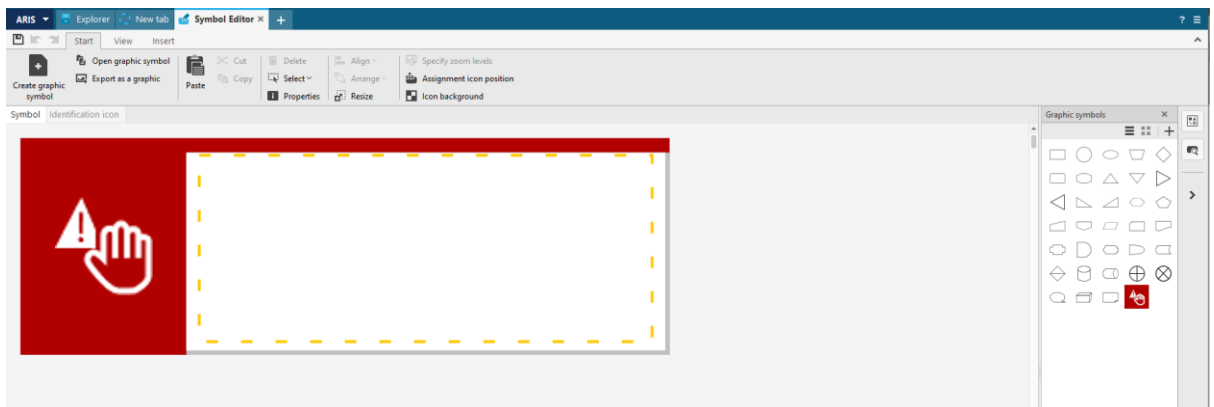 ARIS Explorer New tab Symbol Editor × +
Start View Insert
Create graphic symbol
Open graphic symbol
Export as a graphic
Paste
Cut
Copy
Delete
Select
Properties
Align
Arrange
Resize
Specify zoom levels
Assignment icon position
Icon background
Symbol Identification icon
Graphic symbols